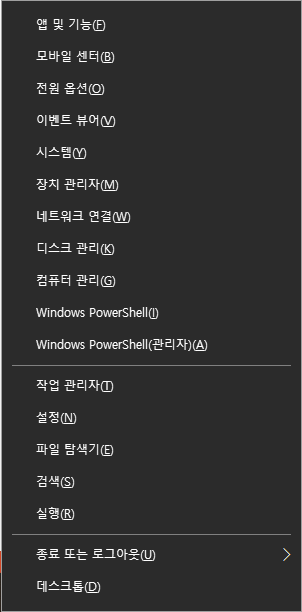 앱 및 기능(F)
모바일 센터(B)
전원 옵션(O)
이벤트 뷰어(V)
시스템(Y)
장치 관리자(M)
네트워크 연결(W)
디스크 관리(K)
컴퓨터 관리(G)
Windows PowerShell(I)
Windows PowerShell(관리자)(A)
작업 관리자(T)
설정(N)
파일 탐색기(E)
검색(S)
실행(R)
종료 또는 로그아웃(U)
데스크톱(D)